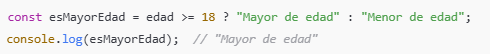 const esMayorEdad = edad >= 18 ? "Mayor de edad" : "Menor de edad";
console.log(esMayorEdad);  // "Mayor de edad"